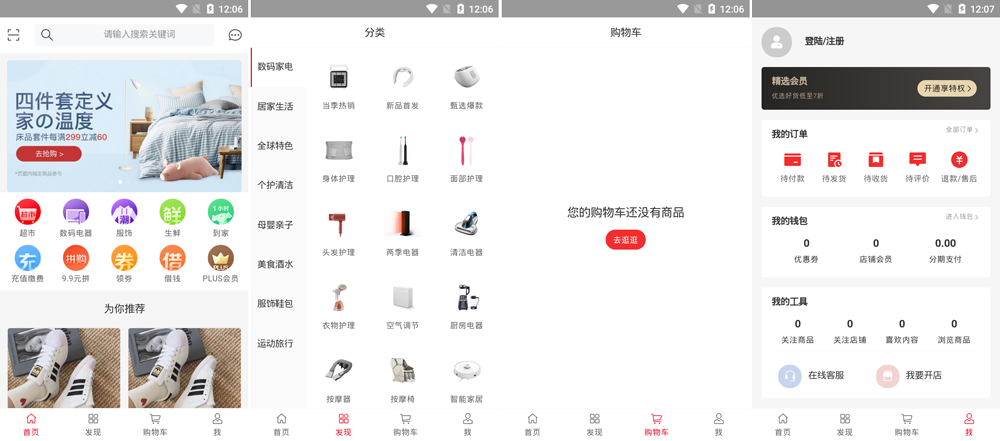 12:06
请输入搜索关键词
四件套定义
家の温度
床品套件每满299立减60
去抢购 >
*页面内指定商品参与
超市 数码电器 服饰 生鲜 到家
充值缴费 9.9元拼 领券 借钱 PLUS会员
为你推荐
首页 发现 购物车 我
12:06
分类
数码家电
居家生活
全球特色
个护清洁
母婴亲子
美食酒水
服饰鞋包
运动旅行
当季热销 新品首发 甄选爆款
身体护理 口腔护理 面部护理
头发护理 两季电器 清洁电器
衣物护理 空气调节 厨房电器
按摩器 按摩椅 智能家居
首页 发现 购物车 我
12:06
购物车
您的购物车还没有商品
去逛逛
首页 发现 购物车 我
12:07
登陆/注册
精选会员
优选好货低至7折
开通享特权 >
我的订单
全部订单 >
待付款 待发货 待收货 待评价 退款/售后
我的钱包
进入钱包 >
0 0 0.00
优惠券 店铺会员 分期支付
我的工具
0 0 0 0
关注商品 关注店铺 喜欢内容 浏览商品
在线客服 我要开店
首页 发现 购物车 我